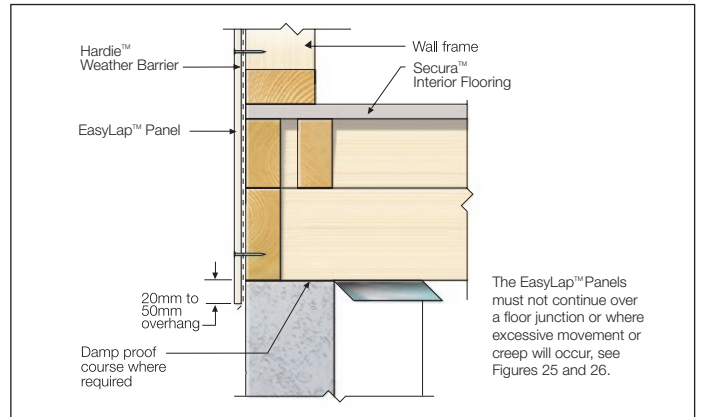 Hardie™
Weather Barrier
EasyLap™ Panel
Wall frame
Secura™
Interior Flooring
20mm to
50mm
overhang
Damp proof
course where
required
The EasyLap™ Panels
must not continue over
a floor junction or where
excessive movement or
creep will occur, see
Figures 25 and 26.